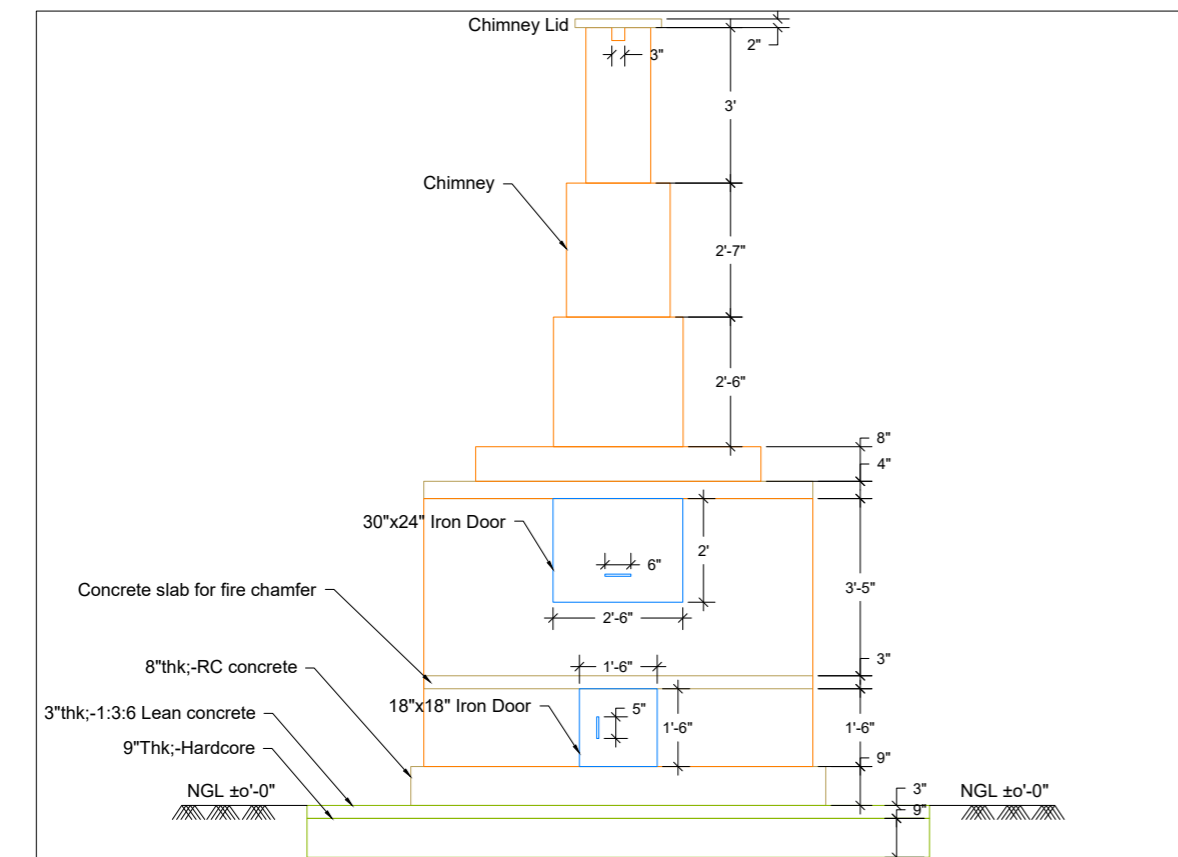 Chimney Lid
2"
3"
3'
Chimney
2'-7"
2'-6"
8"
4"
30"x24" Iron Door
2'
6"
Concrete slab for fire chamfer
3'-5"
2'-6"
3"
8"thk;-RC concrete
1'-6"
3"thk;-1:3:6 Lean concrete
18"x18" Iron Door
5"
1'-6"
1'-6"
9"Thk;-Hardcore
9"
NGL ±o'-0"
3"
NGL ±o'-0"
9"